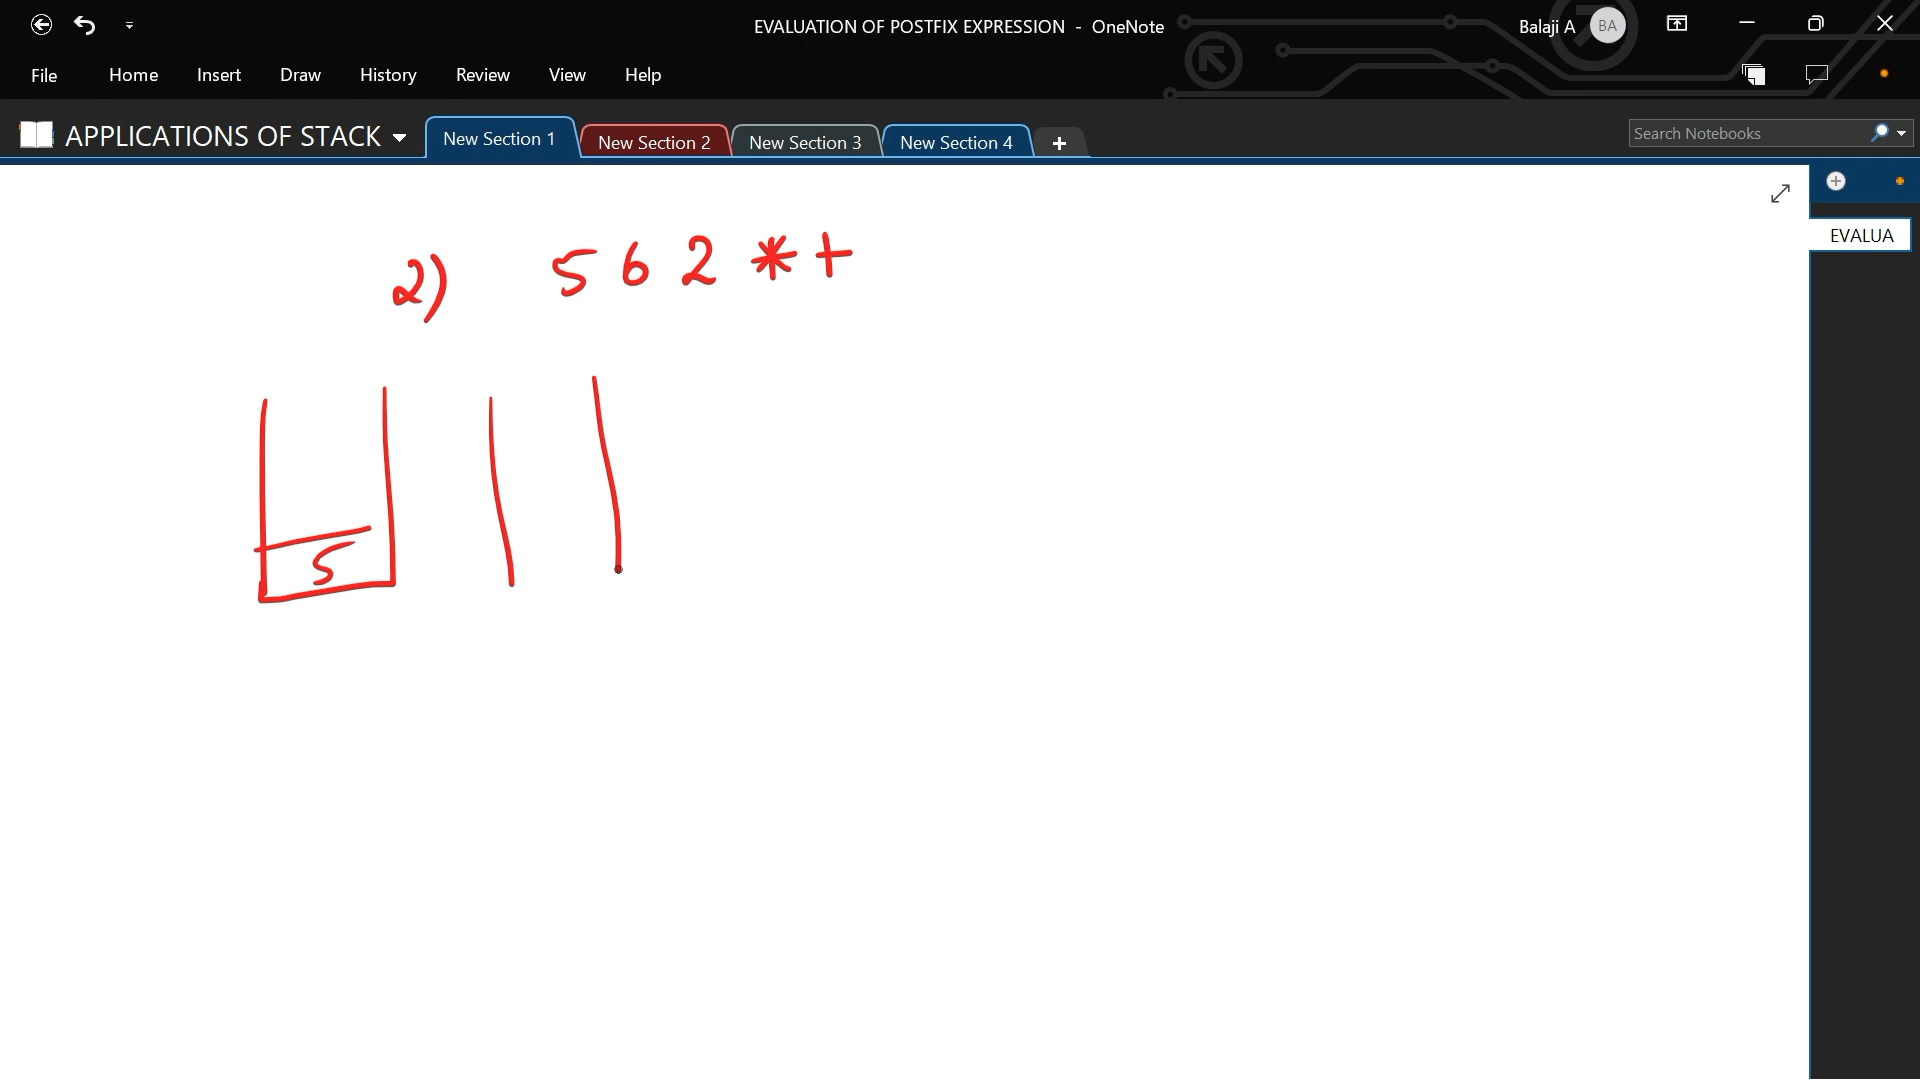 EVALUATION OF POSTFIX EXPRESSION - OneNote
Balaji A BA
File Home Insert Draw History Review View Help
APPLICATIONS OF STACK New Section 1 New Section 2 New Section 3 New Section 4 + Search Notebooks
EVALUA
2) 5 6 2 * +
5